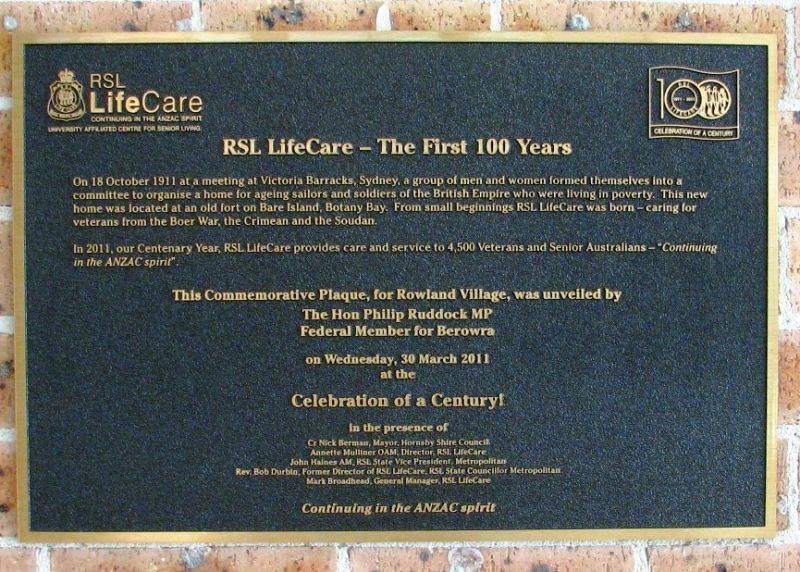 RSL
LifeCare
CONTINUING IN THE ANZAC SPIRIT
UNIVERSITY AFFILIATED CENTRE FOR SENIOR LIVING
100
1911 - 2011
CELEBRATION OF A CENTURY
RSL LifeCare – The First 100 Years
On 18 October 1911 at a meeting at Victoria Barracks, Sydney, a group of men and women formed themselves into a
committee to organise a home for ageing sailors and soldiers of the British Empire who were living in poverty. This new
home was located at an old fort on Bare Island, Botany Bay. From small beginnings RSL LifeCare was born – caring for
veterans from the Boer War, the Crimean and the Soudan.
In 2011, our Centenary Year, RSL LifeCare provides care and service to 4,500 Veterans and Senior Australians – "Continuing
in the ANZAC spirit".
This Commemorative Plaque, for Rowland Village, was unveiled by
The Hon Philip Ruddock MP
Federal Member for Berowra
on Wednesday, 30 March 2011
at the
Celebration of a Century!
In the presence of
Cr Nick Berman, Mayor, Hornsby Shire Council
Annette Mulliner OAM, Director, RSL LifeCare
John Haines AM, RSL State Vice President, Metropolitan
Rev. Bob Durbin, Former Director of RSL LifeCare, RSL State Councillor Metropolitan
Mark Broadhead, General Manager, RSL LifeCare
Continuing in the ANZAC spirit